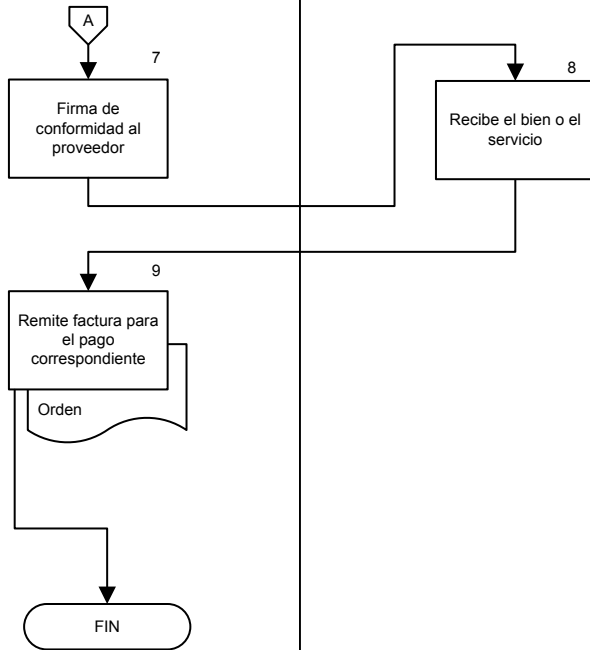 A
7
Firma de
conformidad al
proveedor
8
Recibe el bien o el
servicio
9
Remite factura para
el pago
correspondiente
Orden
FIN